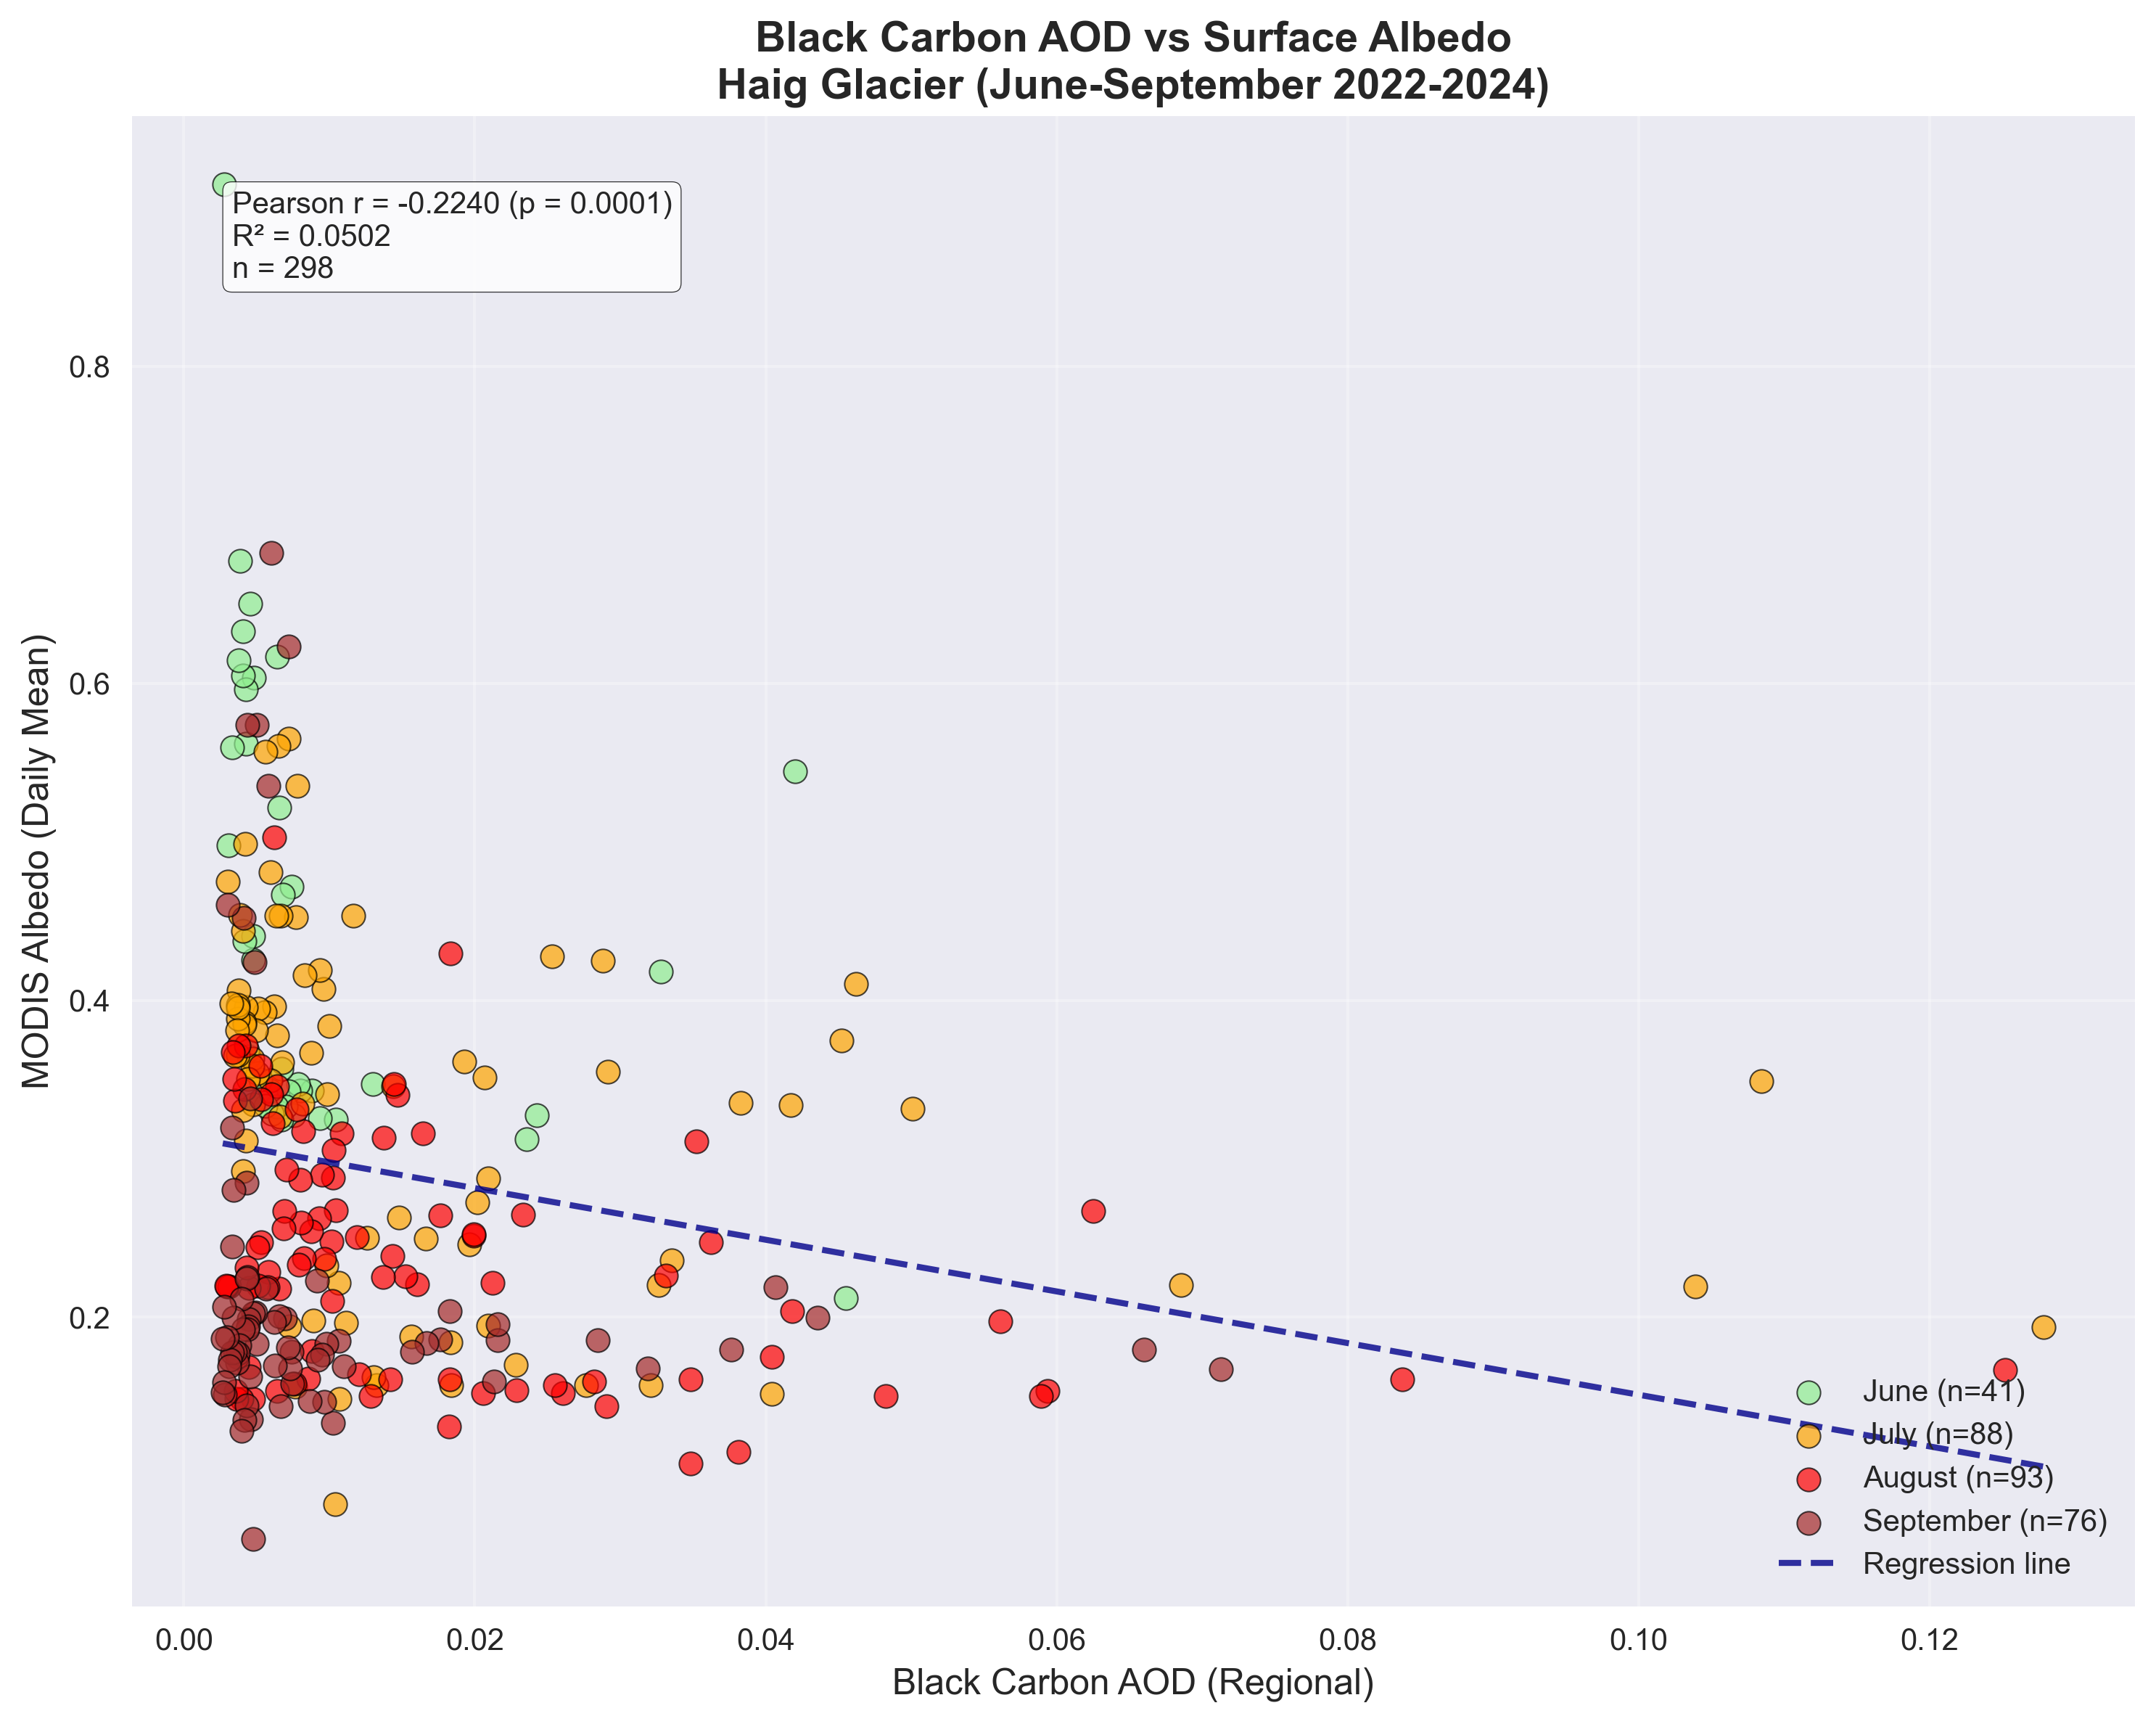 Black Carbon AOD vs Surface Albedo
Haig Glacier (June-September 2022-2024)
Pearson r = -0.2240 (p = 0.0001)
R² = 0.0502
n = 298
MODIS Albedo (Daily Mean)
0.8
0.6
0.4
0.2
June (n=41)
July (n=88)
August (n=93)
September (n=76)
Regression line
0.00 0.02 0.04 0.06 0.08 0.10 0.12
Black Carbon AOD (Regional)